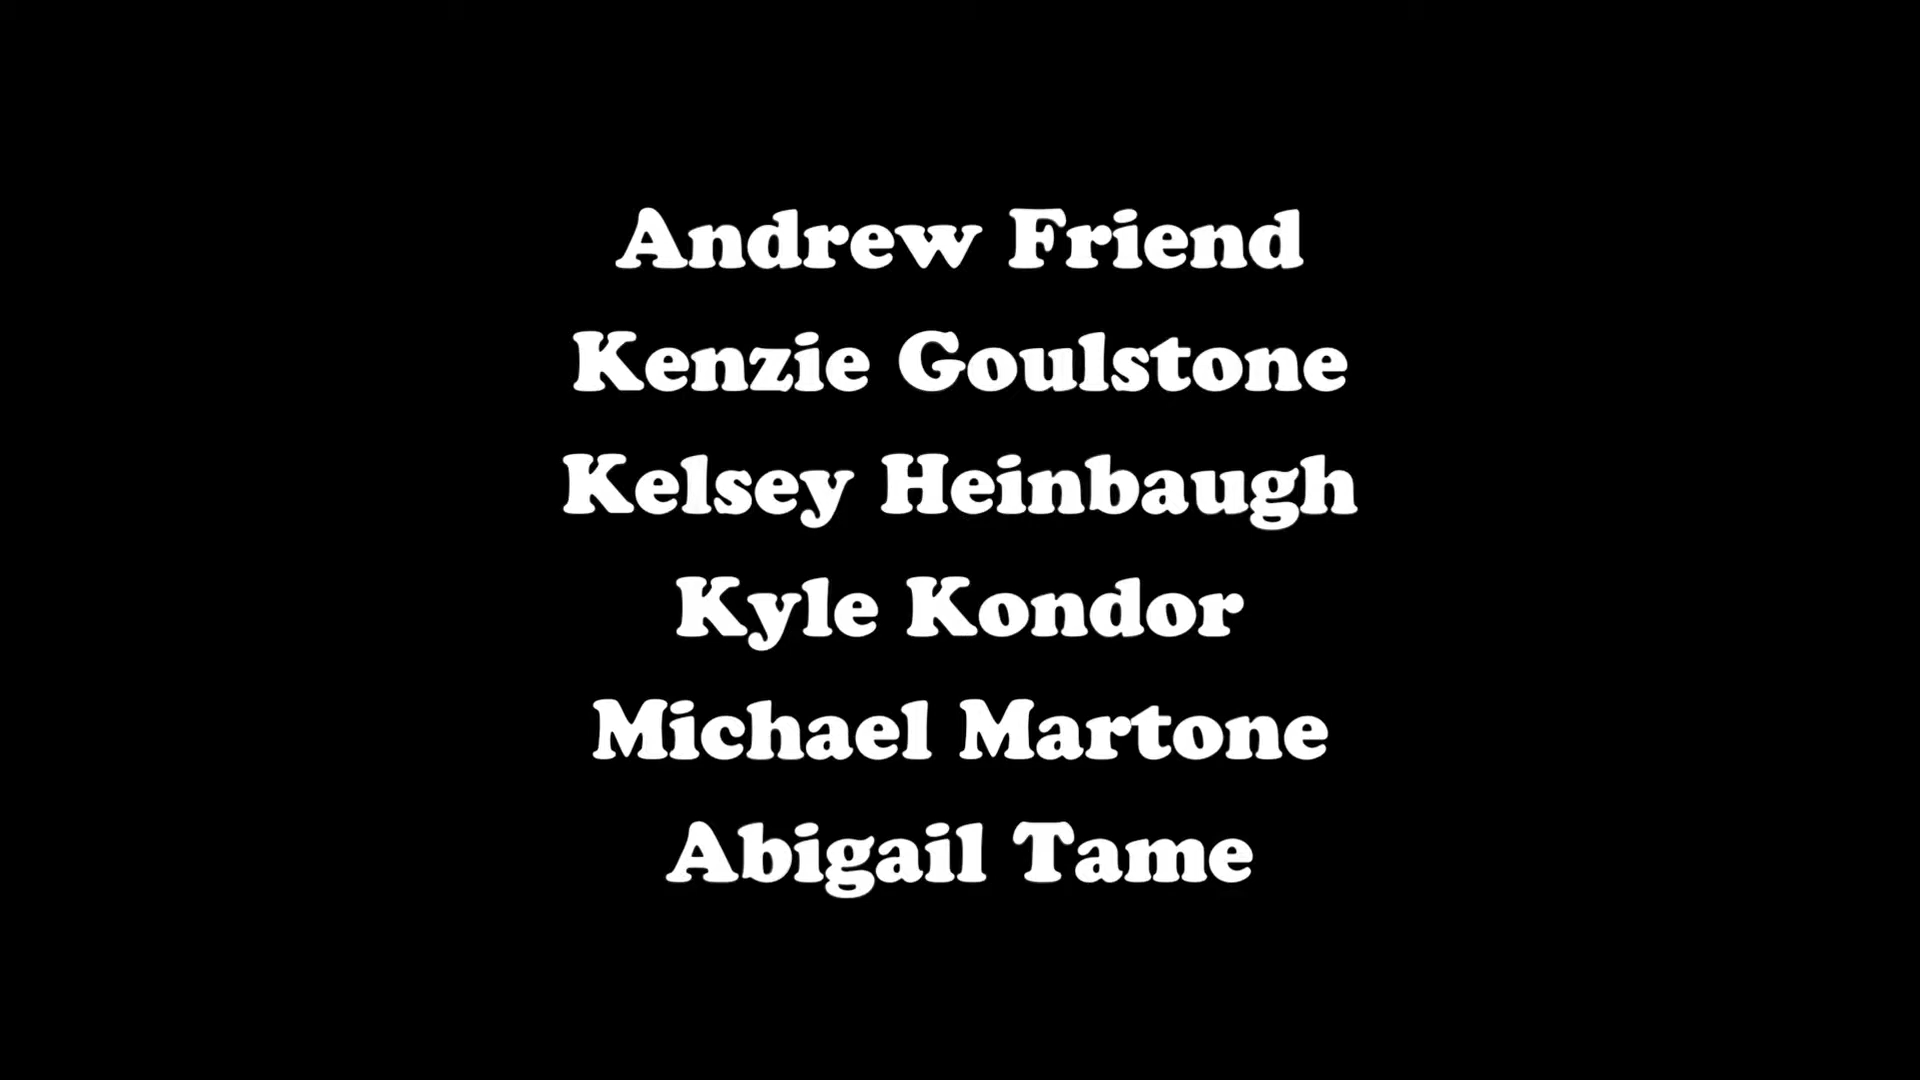 Andrew Friend
Kenzie Goulstone
Kelsey Heinbaugh
Kyle Kondor
Michael Martone
Abigail Tame